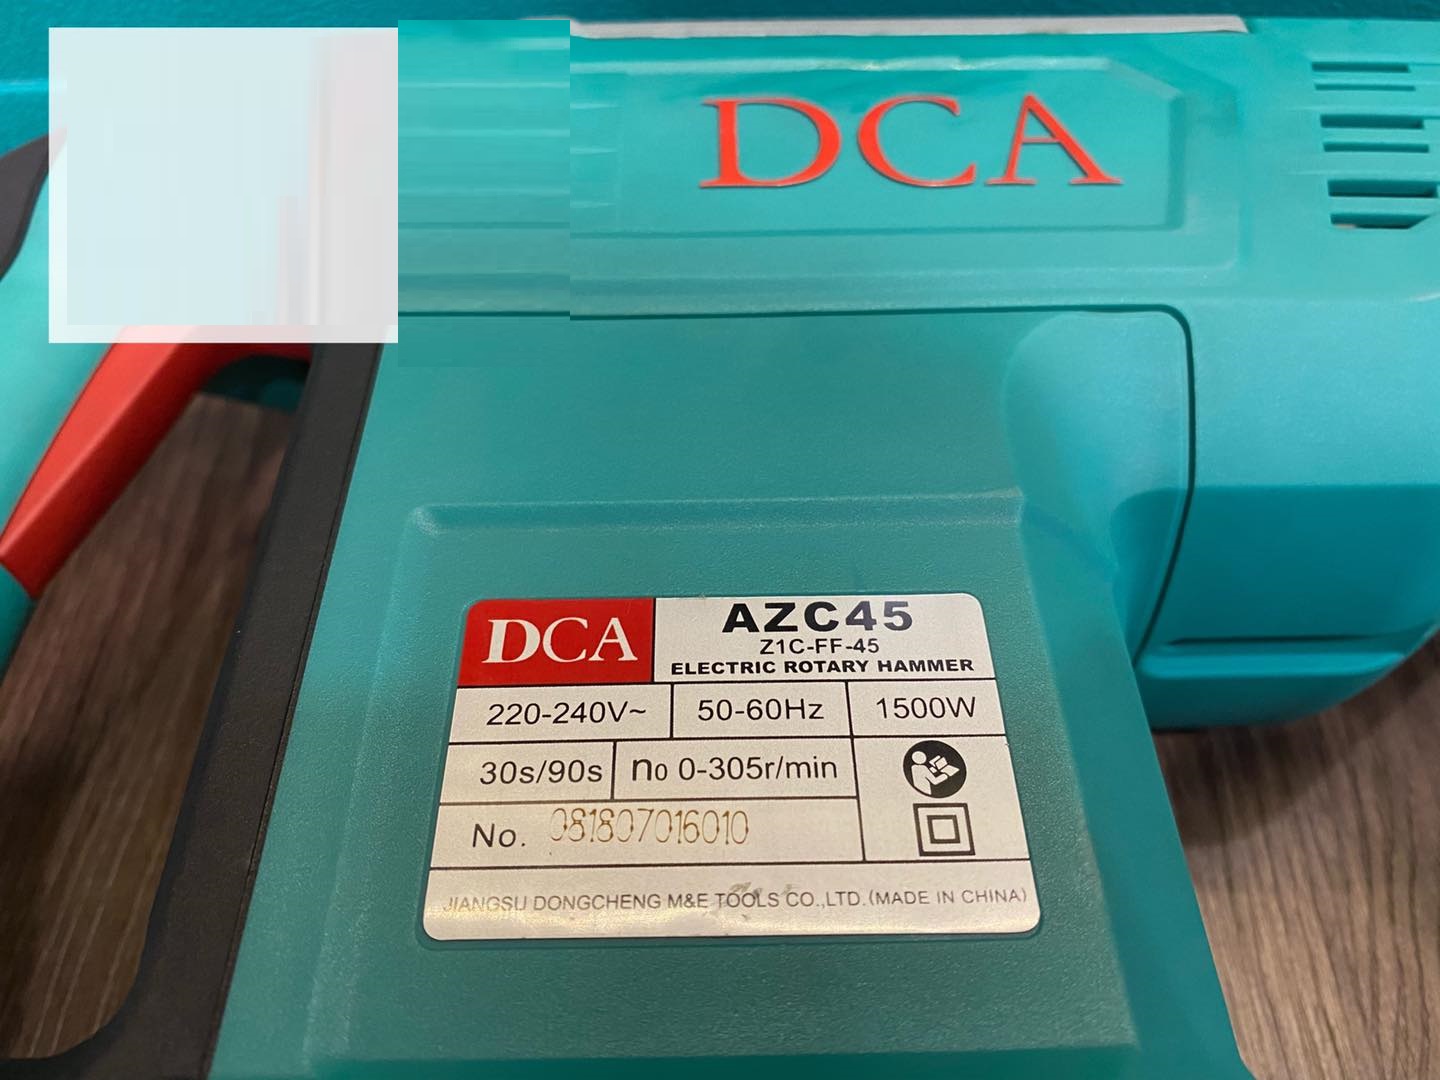 DCA
DCA
AZC45
Z1C-FF-45
ELECTRIC ROTARY HAMMER
220-240V~ 50-60Hz 1500W
30s/90s n₀ 0-305r/min
No. 081807016010
JIANGSU DONGCHENG M&E TOOLS CO.,LTD.(MADE IN CHINA)